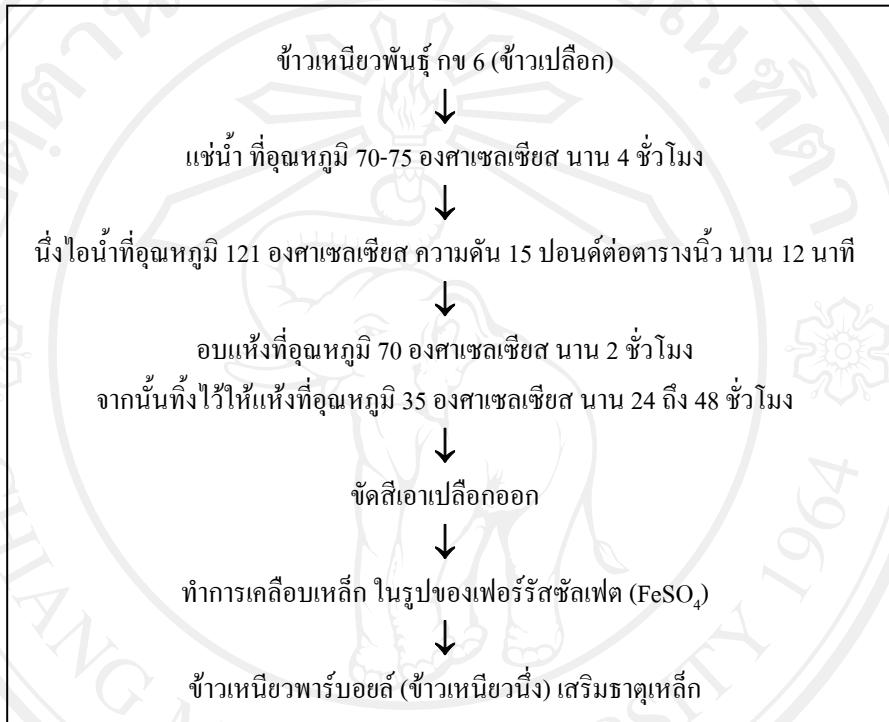 ข้าวเหนียวพันธุ์ กข 6 (ข้าวเปลือก)
แช่น้ำ ที่อุณหภูมิ 70-75 องศาเซลเซียส นาน 4 ชั่วโมง
นึ่งไอน้ำที่อุณหภูมิ 121 องศาเซลเซียส ความดัน 15 ปอนด์ต่อตารางนิ้ว นาน 12 นาที
อบแห้งที่อุณหภูมิ 70 องศาเซลเซียส นาน 2 ชั่วโมง
จากนั้นทิ้งไว้ให้แห้งที่อุณหภูมิ 35 องศาเซลเซียส นาน 24 ถึง 48 ชั่วโมง
ขัดสีเอาเปลือกออก
ทำการเคลือบเหล็ก ในรูปของเฟอร์รัสซัลเฟต (FeSO₄)
ข้าวเหนียวพาร์บอยล์ (ข้าวเหนียวนึ่ง) เสริมธาตุเหล็ก